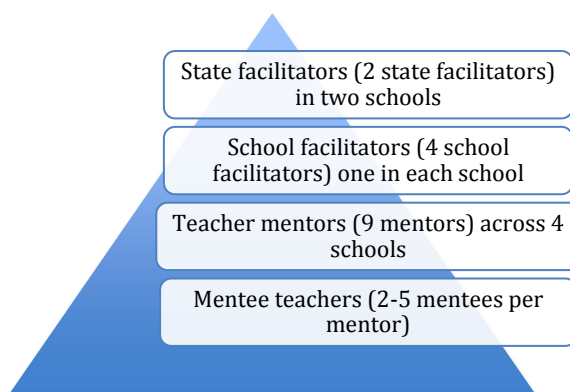 State facilitators (2 state facilitators)
in two schools
School facilitators (4 school
facilitators) one in each school
Teacher mentors (9 mentors) across 4
schools
Mentee teachers (2-5 mentees per
mentor)